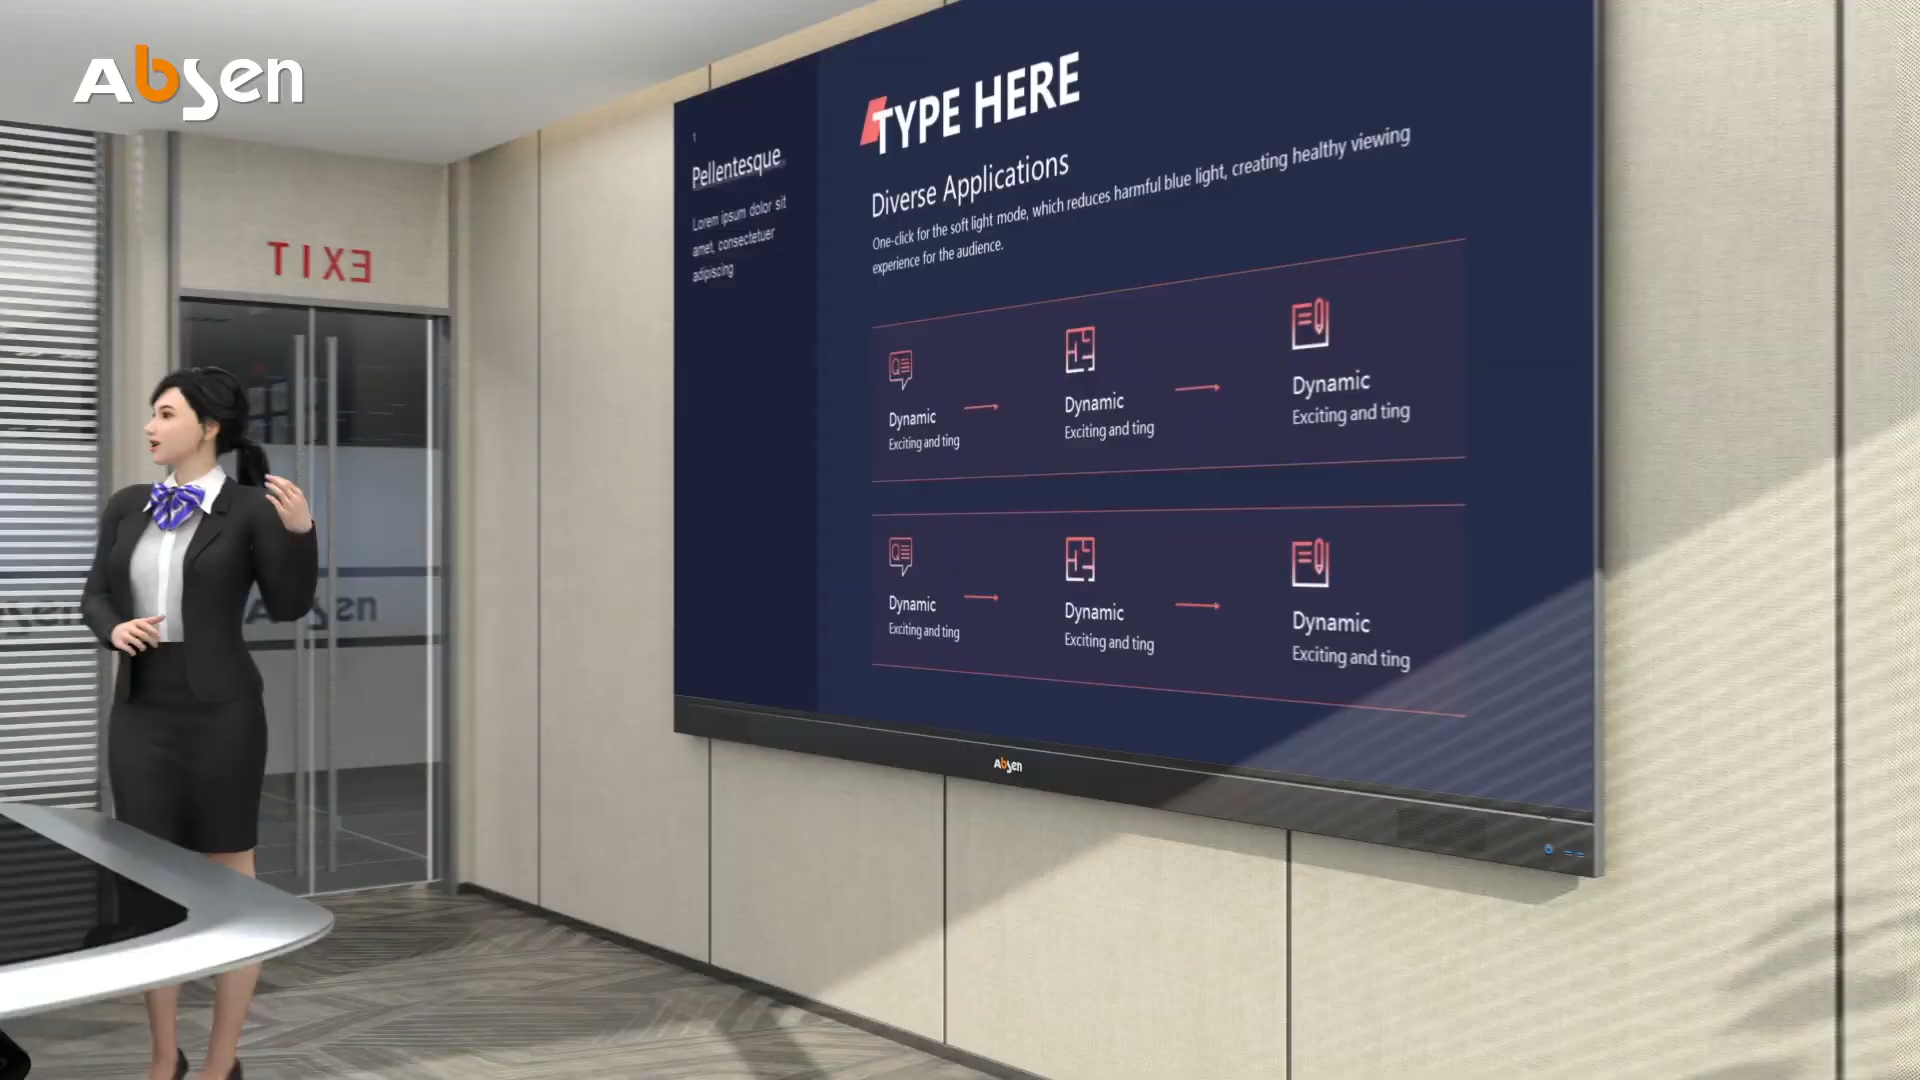 Absen
EXIT
1
Pellentesque
Lorem ipsum dolor sit
amet, consectetuer
adipiscing
TYPE HERE
Diverse Applications
One-click for the soft light mode, which reduces harmful blue light, creating healthy viewing
experience for the audience.
Dynamic
Exciting and ting
Dynamic
Exciting and ting
Dynamic
Exciting and ting
Dynamic
Exciting and ting
Dynamic
Exciting and ting
Dynamic
Exciting and ting
Absen
Absen
Absen